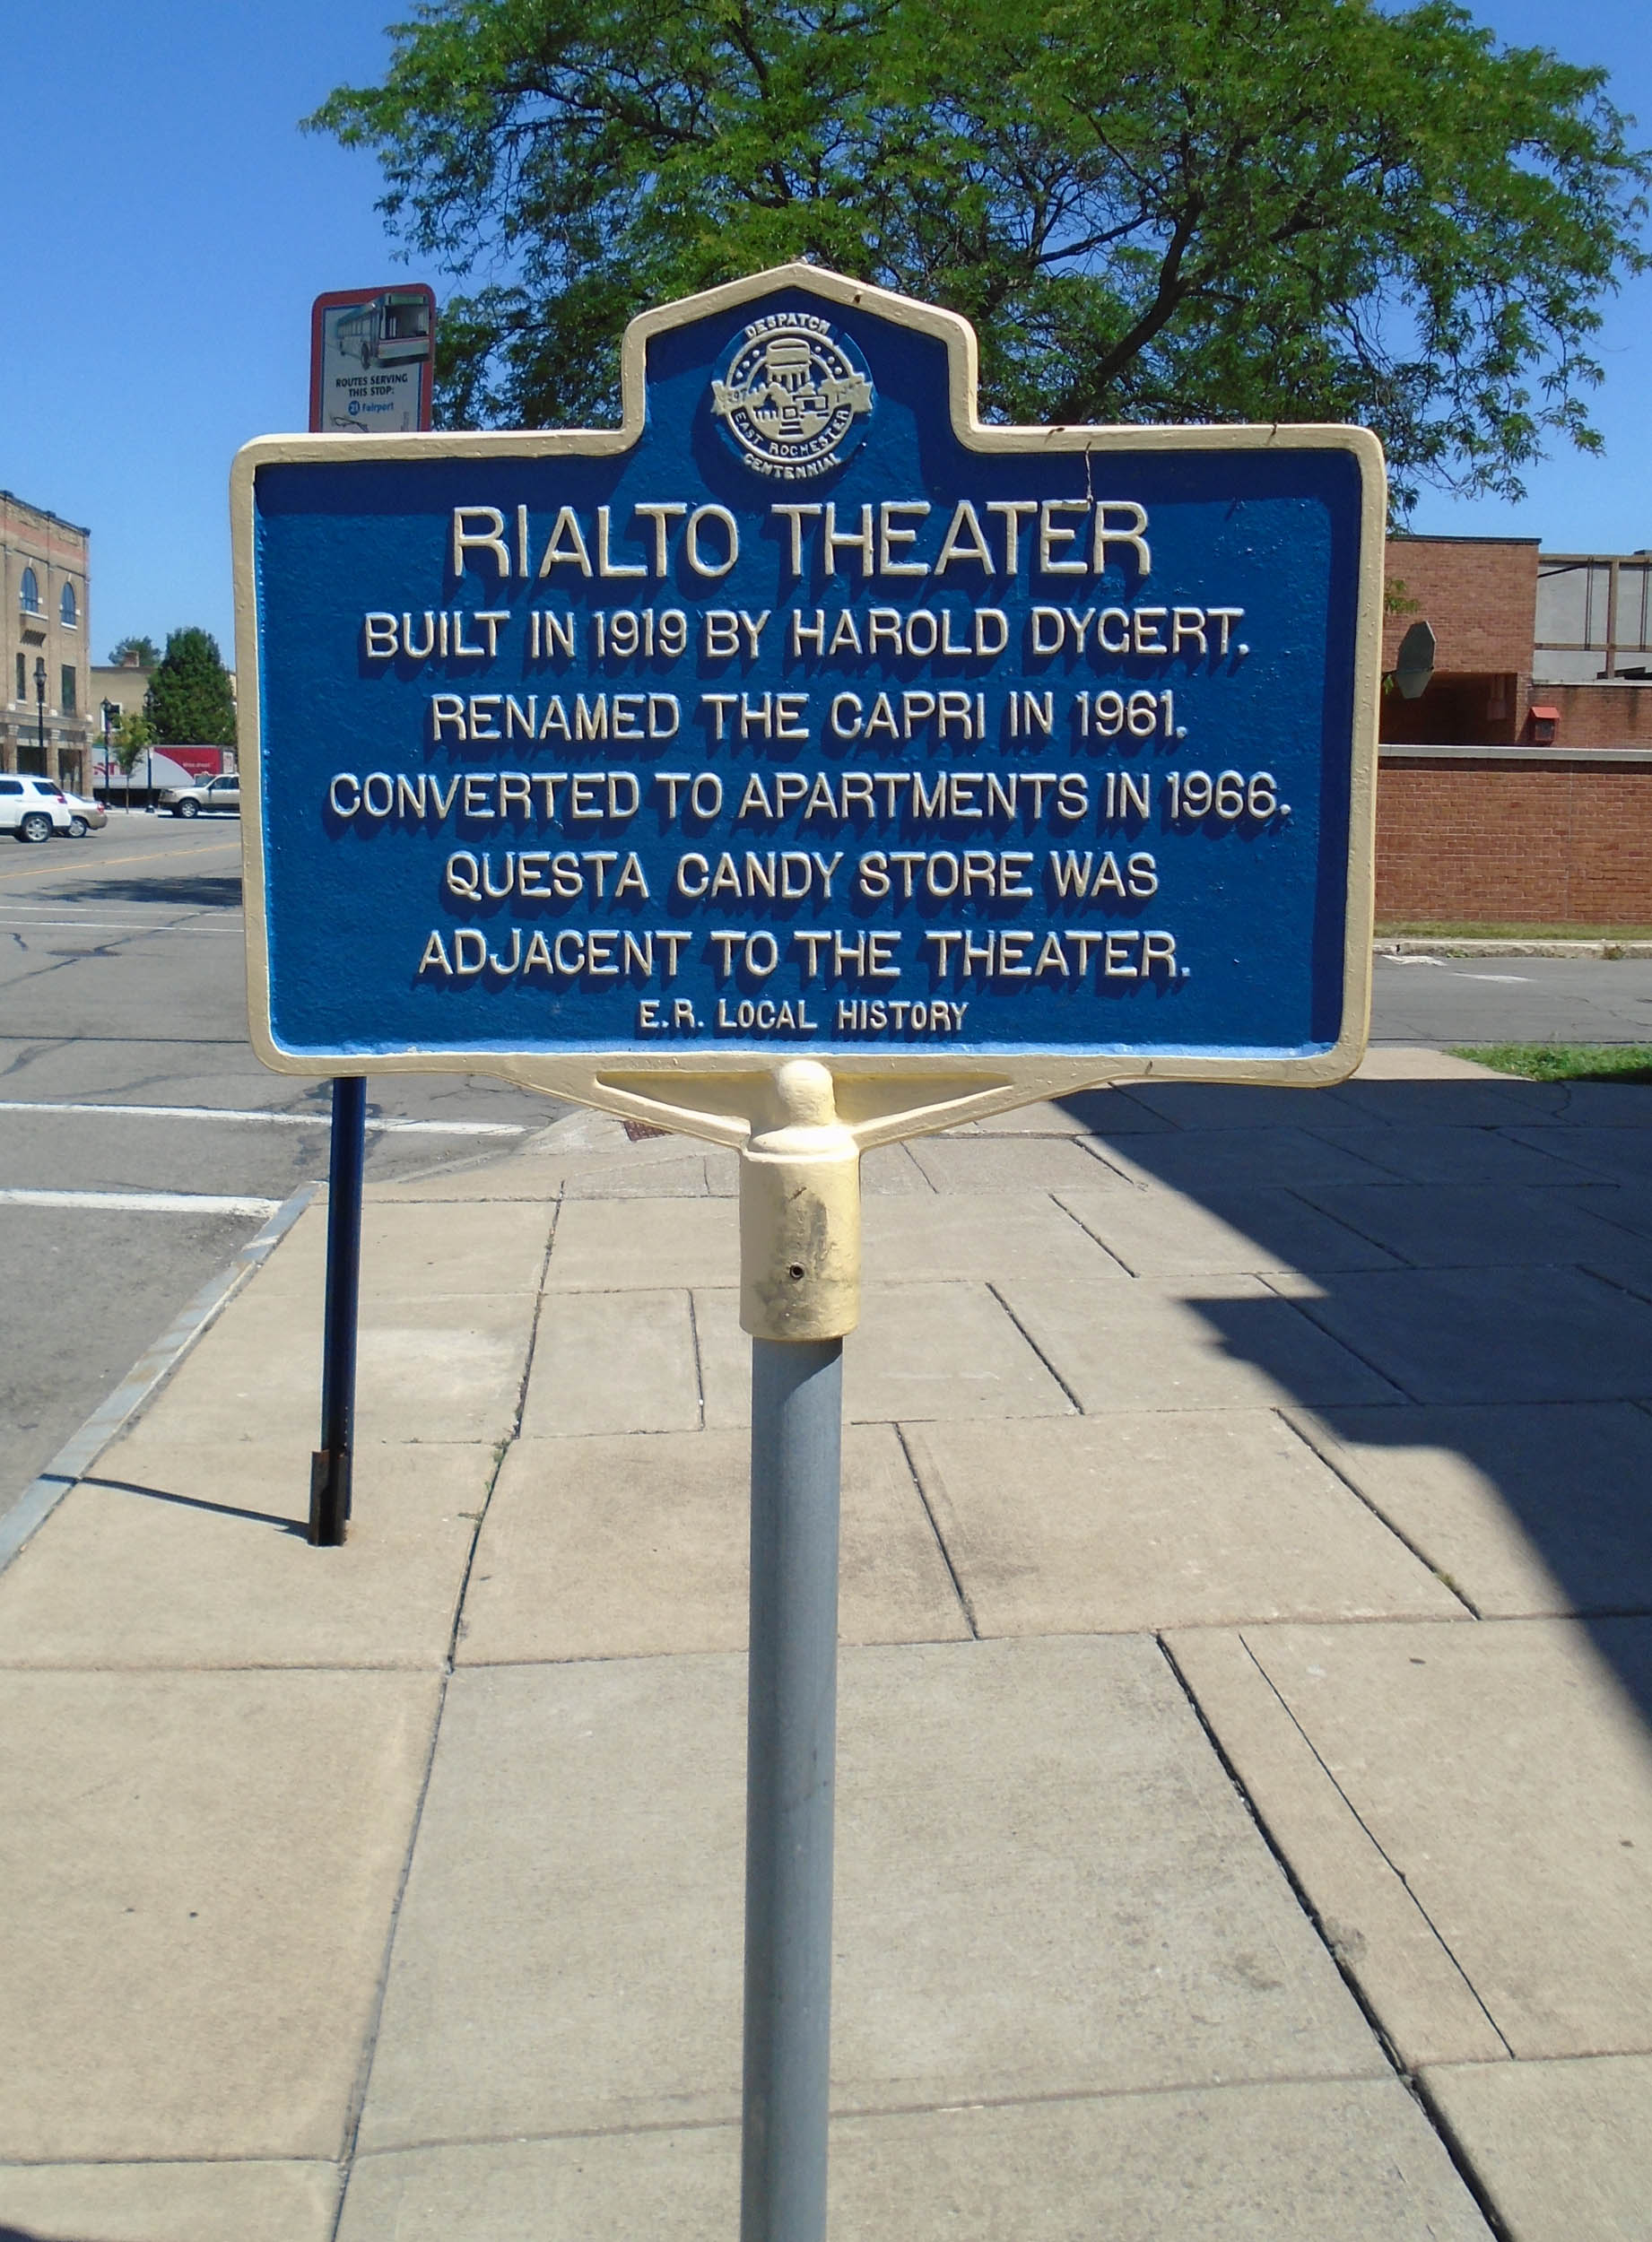 ROUTES SERVING
THIS STOP:
21 Fairport
DESPATCH
EAST ROCHESTER
CENTENNIAL
RIALTO THEATER
BUILT IN 1919 BY HAROLD DYGERT.
RENAMED THE CAPRI IN 1961.
CONVERTED TO APARTMENTS IN 1966.
QUESTA CANDY STORE WAS
ADJACENT TO THE THEATER.
E.R. LOCAL HISTORY